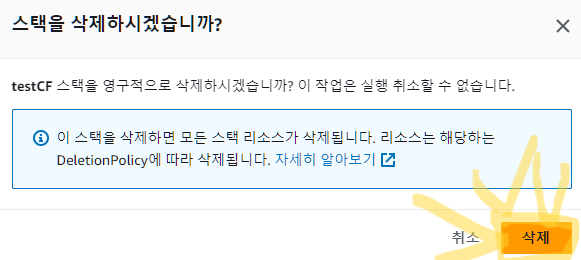 스택을 삭제하시겠습니까?
testCF 스택을 영구적으로 삭제하시겠습니까? 이 작업은 실행 취소할 수 없습니다.
이 스택을 삭제하면 모든 스택 리소스가 삭제됩니다. 리소스는 해당하는
DeletionPolicy에 따라 삭제됩니다. 자세히 알아보기
취소 삭제